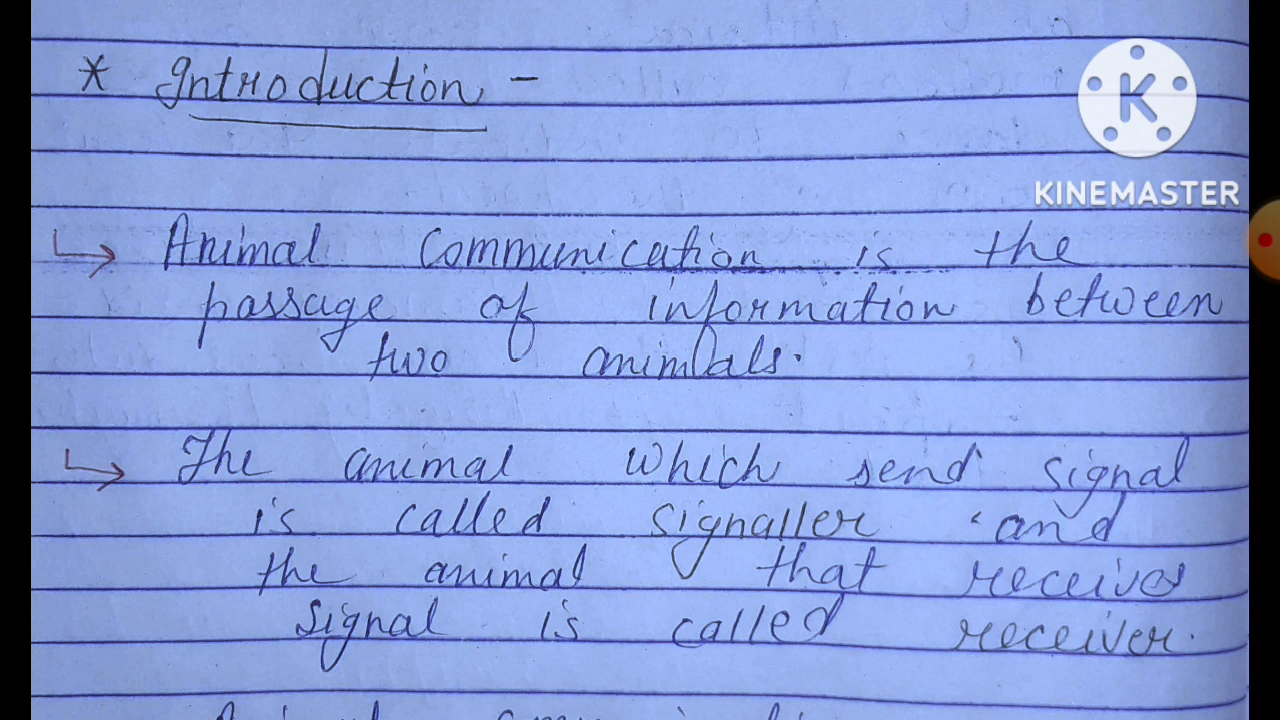 * Introduction -
K
KINEMASTER
↳ Animal communication is the
passage of information between
two animals.
↳ The animal which send signal
is called signaller and
the animal that receives
signal is called receiver.